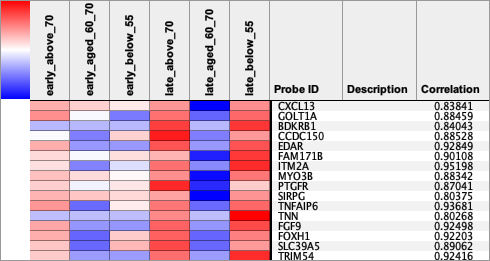 early_above_70
early_aged_60_70
early_below_55
late_above_70
late_aged_60_70
late_below_55
Probe ID Description Correlation
CXCL13 0.83841
GOLT1A 0.88459
BDKRB1 0.84043
CCDC150 0.88528
EDAR 0.92849
FAM171B 0.90108
ITM2A 0.95198
MYO3B 0.88342
PTGFR 0.87041
SIRPG 0.80375
TNFAIP6 0.93681
TNN 0.80268
FGF9 0.92498
FOXH1 0.92203
SLC39A5 0.89062
TRIM54 0.92416